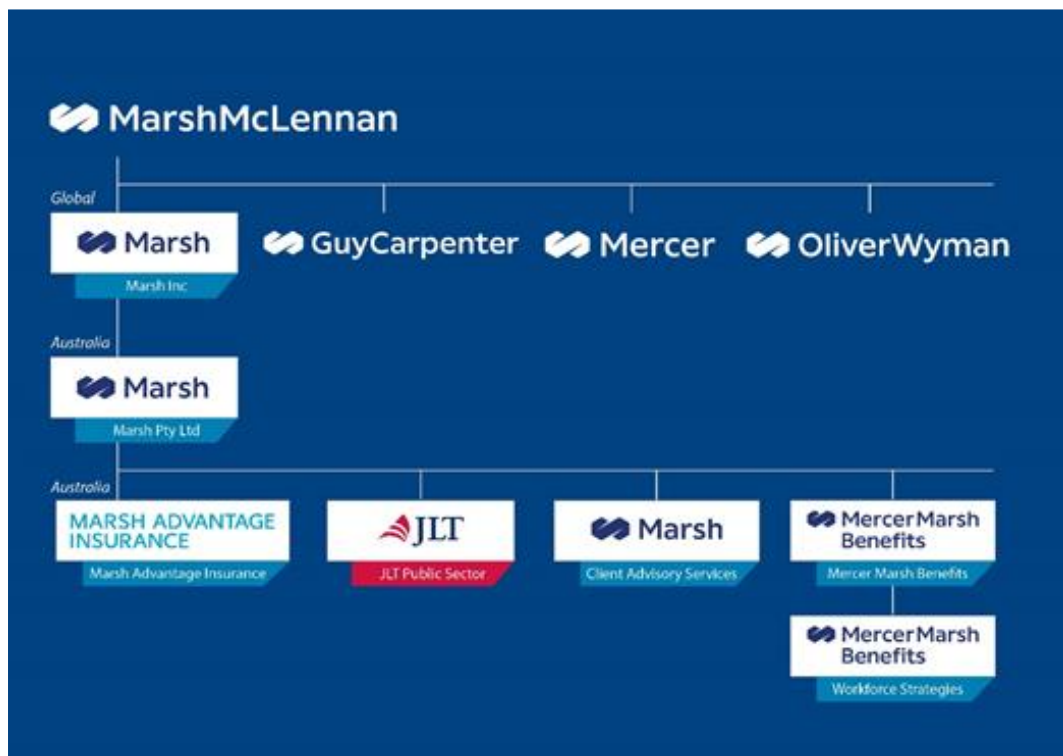 MarshMcLennan
Global
Marsh
GuyCarpenter
Mercer
OliverWyman
Marsh Inc
Australia
Marsh
Marsh Pty Ltd
Australia
MARSH ADVANTAGE
INSURANCE
Marsh Advantage Insurance
JLT
JLT Public Sector
Marsh
Client Advisory Services
MercerMarsh
Benefits
Mercer Marsh Benefits
MercerMarsh
Benefits
Workforce Strategies